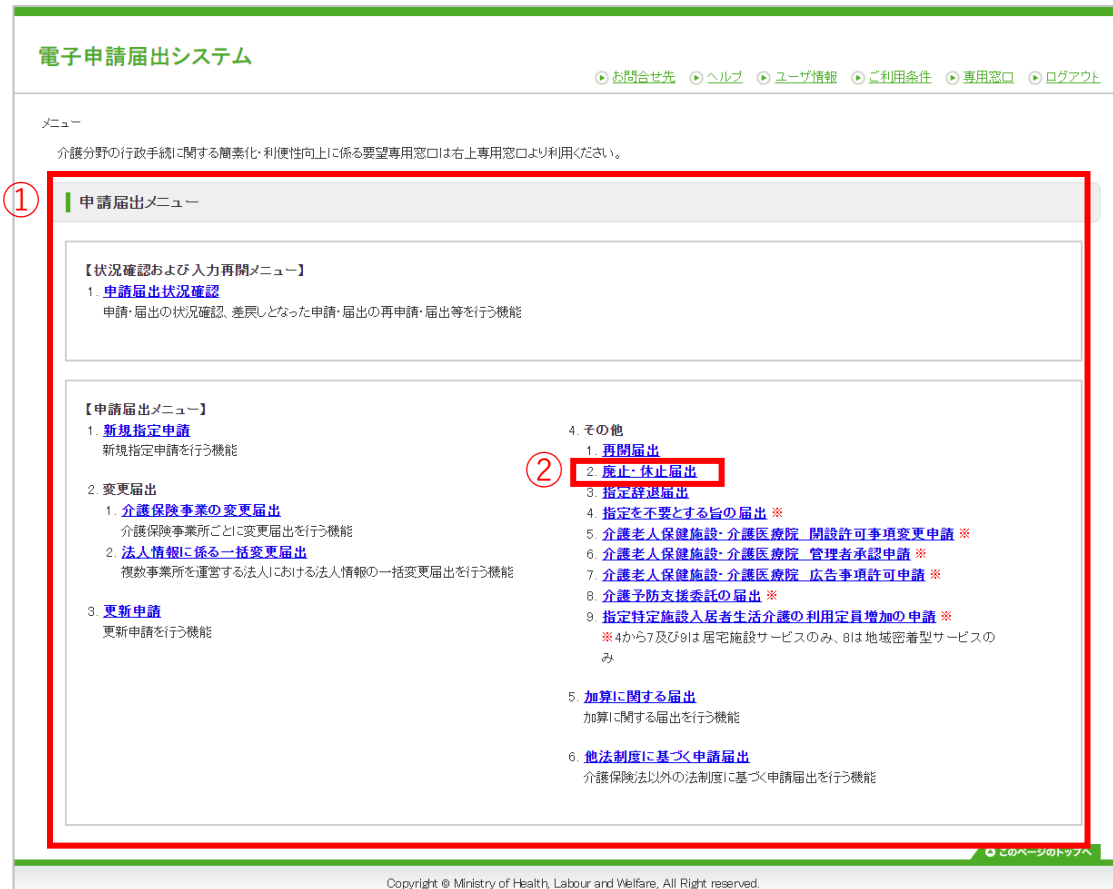 電子申請届出システム
お問合せ先 ヘルプ ユーザ情報 ご利用条件 専用窓口 ログアウト
メニュー
介護分野の行政手続に関する簡素化・利便性向上に係る要望専用窓口は右上専用窓口より利用ください。
①
申請届出メニュー
【状況確認および入力再開メニュー】
1. 申請届出状況確認
申請・届出の状況確認、差戻しとなった申請・届出の再申請・届出等を行う機能
【申請届出メニュー】
1. 新規指定申請
新規指定申請を行う機能
2. 変更届出
1. 介護保険事業の変更届出
介護保険事業所ごとに変更届出を行う機能
2. 法人情報に係る一括変更届出
複数事業所を運営する法人における法人情報の一括変更届出を行う機能
3. 更新申請
更新申請を行う機能
4. その他
1. 再開届出
②
2. 廃止・休止届出
3. 指定辞退届出
4. 指定を不要とする旨の届出 ※
5. 介護老人保健施設・介護医療院 開設許可事項変更申請 ※
6. 介護老人保健施設・介護医療院 管理者承認申請 ※
7. 介護老人保健施設・介護医療院 広告事項許可申請 ※
8. 介護予防支援委託の届出 ※
9. 指定特定施設入居者生活介護の利用定員増加の申請 ※
※4から7及び9は居宅施設サービスのみ、8は地域密着型サービスの
み
5. 加算に関する届出
加算に関する届出を行う機能
6. 他法制度に基づく申請届出
介護保険法以外の法制度に基づく申請届出を行う機能
このページのトップへ
Copyright © Ministry of Health, Labour and Welfare, All Right reserved.